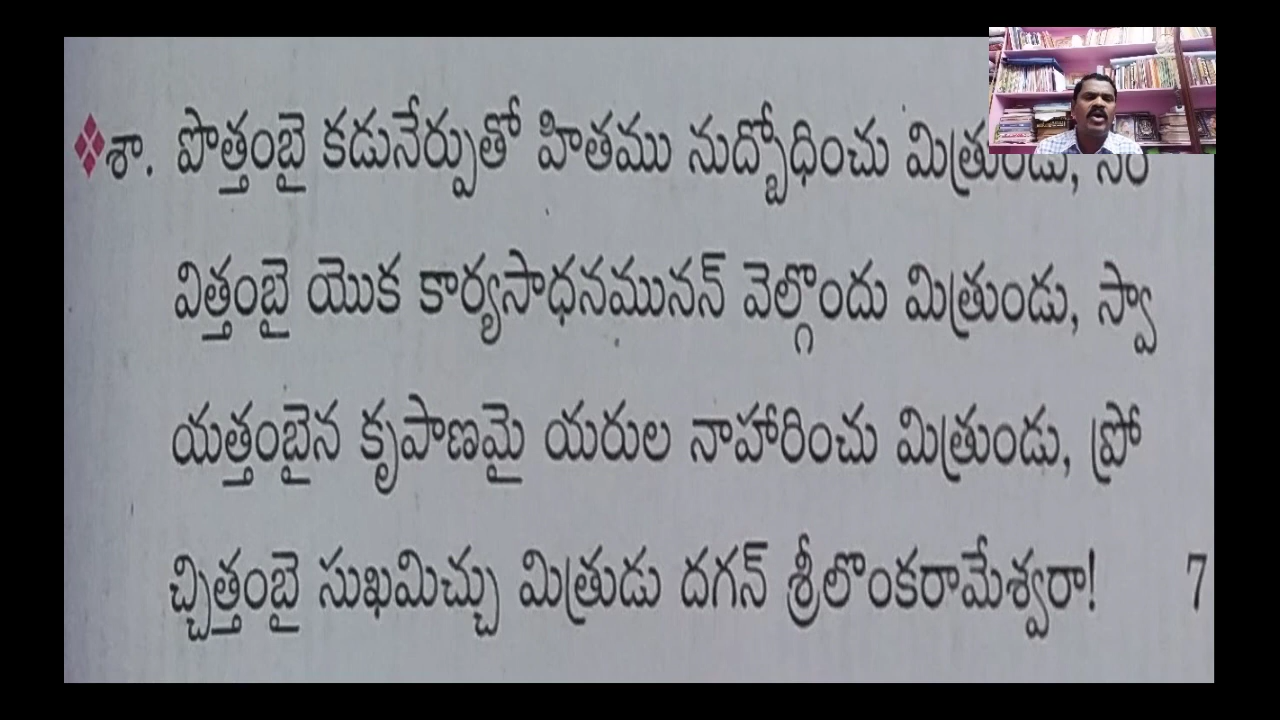 శా. పొత్తంబై కడునేర్పుతో హితము నుద్బోధించు మిత్రుండు, సం
విత్తంబై యొక కార్యసాధనమునన్ వెల్గొందు మిత్రుండు, స్వా
యత్తంబైన కృపాణమై యరుల నాహారించు మిత్రుండు, ప్రో
చ్చిత్తంబై సుఖమిచ్చు మిత్రుడు దగన్ శ్రీలొంకరామేశ్వరా! 7